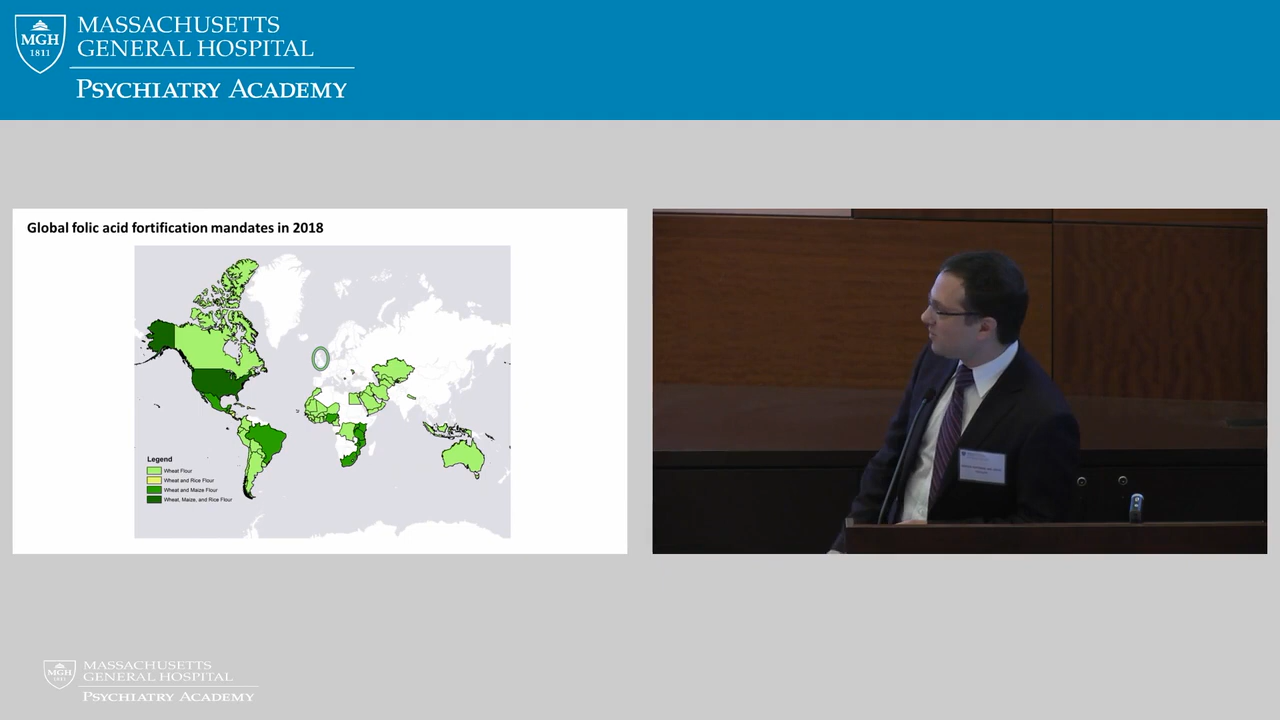 MASSACHUSETTS
GENERAL HOSPITAL
PSYCHIATRY ACADEMY
MGH
1811
Global folic acid fortification mandates in 2018
Legend
Wheat Flour
Wheat and Rice Flour
Wheat and Maize Flour
Wheat, Maize, and Rice Flour
MASSACHUSETTS
GENERAL HOSPITAL
PSYCHIATRY ACADEMY
MGH
1811